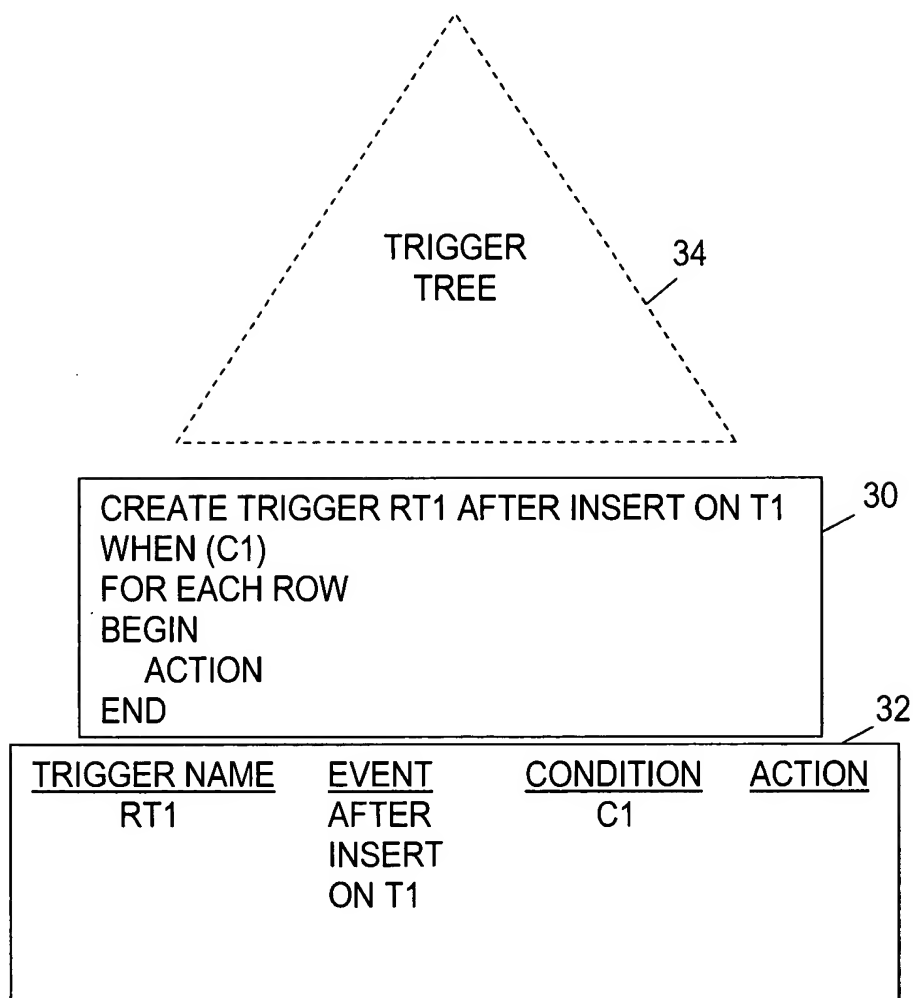 TRIGGER
TREE
34
CREATE TRIGGER RT1 AFTER INSERT ON T1
WHEN (C1)
FOR EACH ROW
BEGIN
ACTION
END
30
32
TRIGGER NAME EVENT CONDITION ACTION
RT1 AFTER C1
INSERT
ON T1